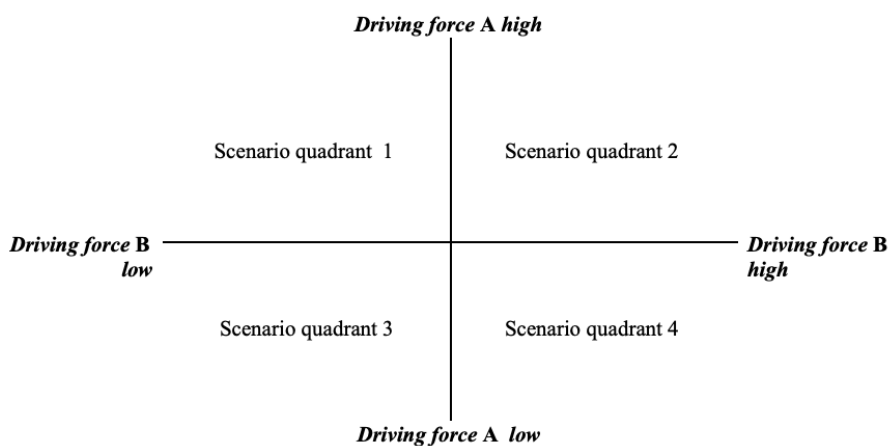 Driving force A high
Scenario quadrant 1
Scenario quadrant 2
Driving force B
low
Driving force B
high
Scenario quadrant 3
Scenario quadrant 4
Driving force A low